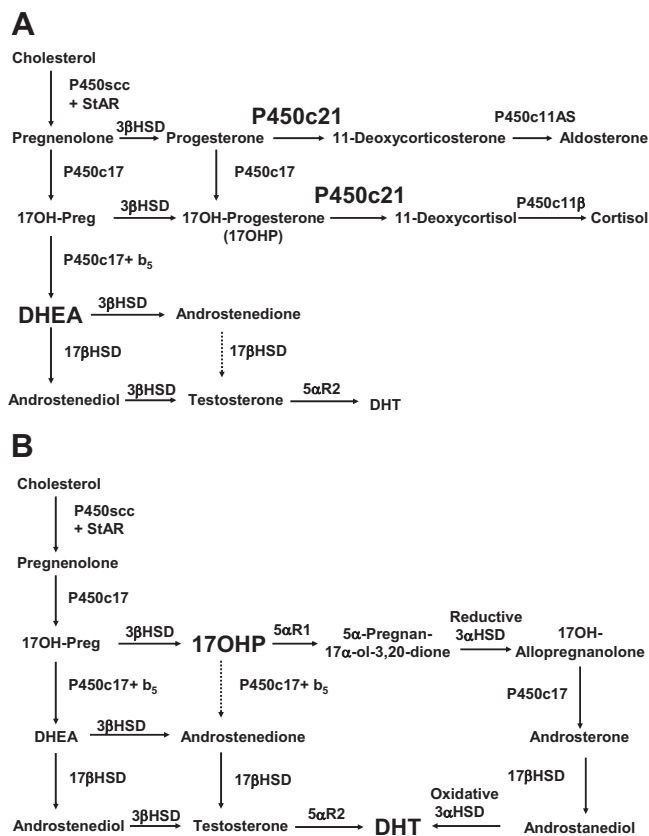 A
Cholesterol
P450scc
+ StAR
P450c21
P450c11AS
Pregnenolone 3βHSD Progesterone 11-Deoxycorticosterone Aldosterone
P450c17 P450c17
P450c21
17OH-Preg 3βHSD 17OH-Progesterone 11-Deoxycortisol P450c11β Cortisol
(17OHP)
P450c17+ b5
DHEA 3βHSD Androstenedione
17βHSD 17βHSD
Androstenediol 3βHSD Testosterone 5αR2 DHT
B
Cholesterol
P450scc
+ StAR
Pregnenolone
P450c17
Reductive
3αHSD
17OH-Preg 3βHSD 17OHP 5αR1 5α-Pregnan-
17α-ol-3,20-dione
17OH-
Allopregnanolone
P450c17+ b5 P450c17+ b5 P450c17
DHEA 3βHSD Androstenedione Androsterone
17βHSD 17βHSD 17βHSD
Oxidative
3αHSD
Androstenediol 3βHSD Testosterone 5αR2 DHT Androstanediol